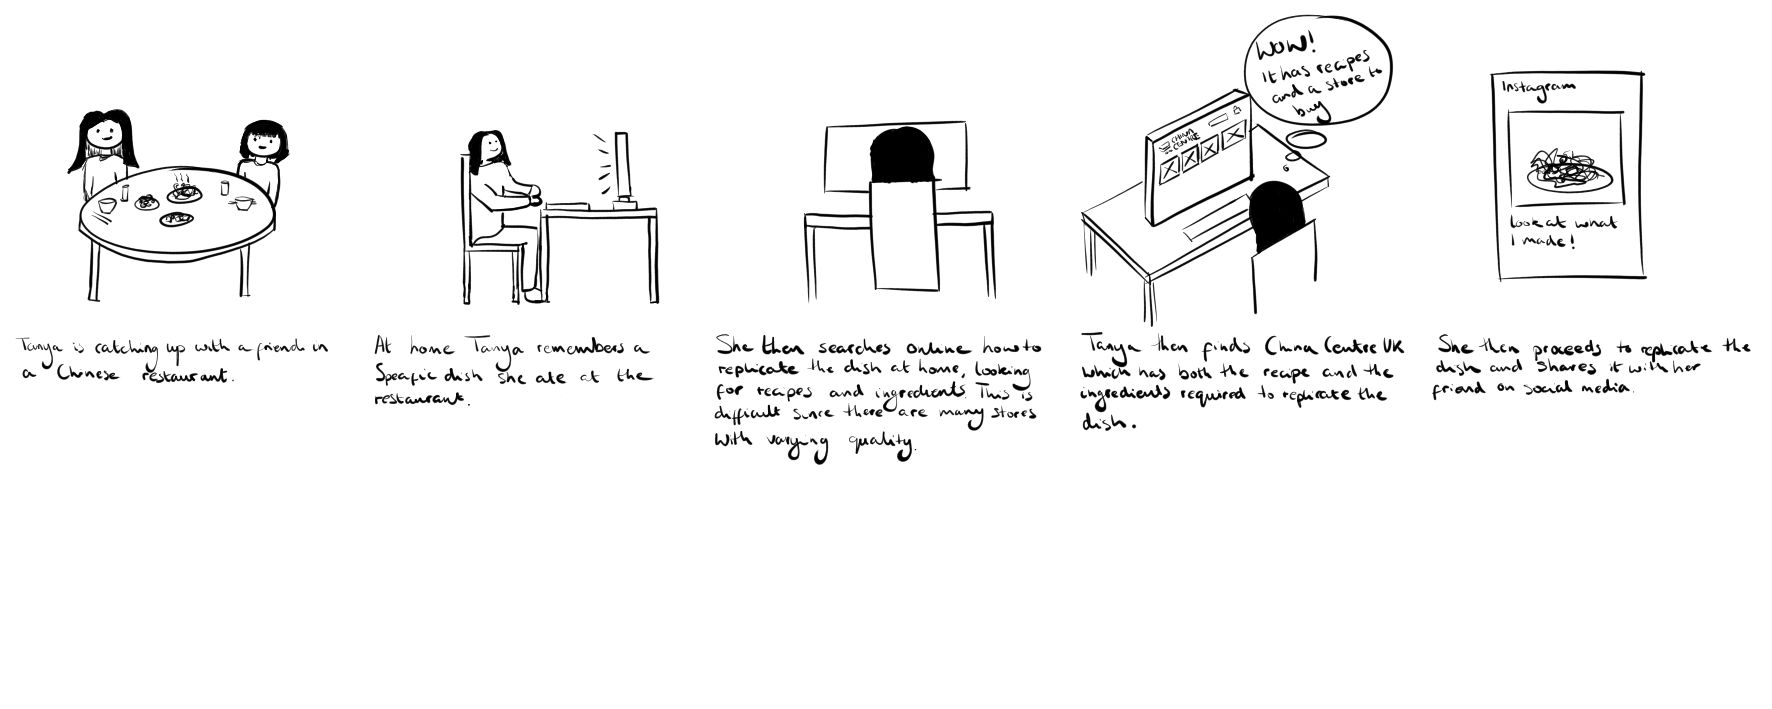 Wow!
It has recipes
and a store to
buy
CHINA
CENTRE
Instagram
Look at what
I made!
Tanya is catching up with a friend in
a Chinese restaurant.
At home Tanya remembers a
Specific dish she ate at the
restaurant.
She then searches online how to
replicate the dish at home, looking
for recipes and ingredients. This is
difficult since there are many stores
with varying quality.
Tanya then finds China Centre UK
which has both the recipe and the
ingredients required to replicate the
dish.
She then proceeds to replicate the
dish and shares it with her
friend on social media.